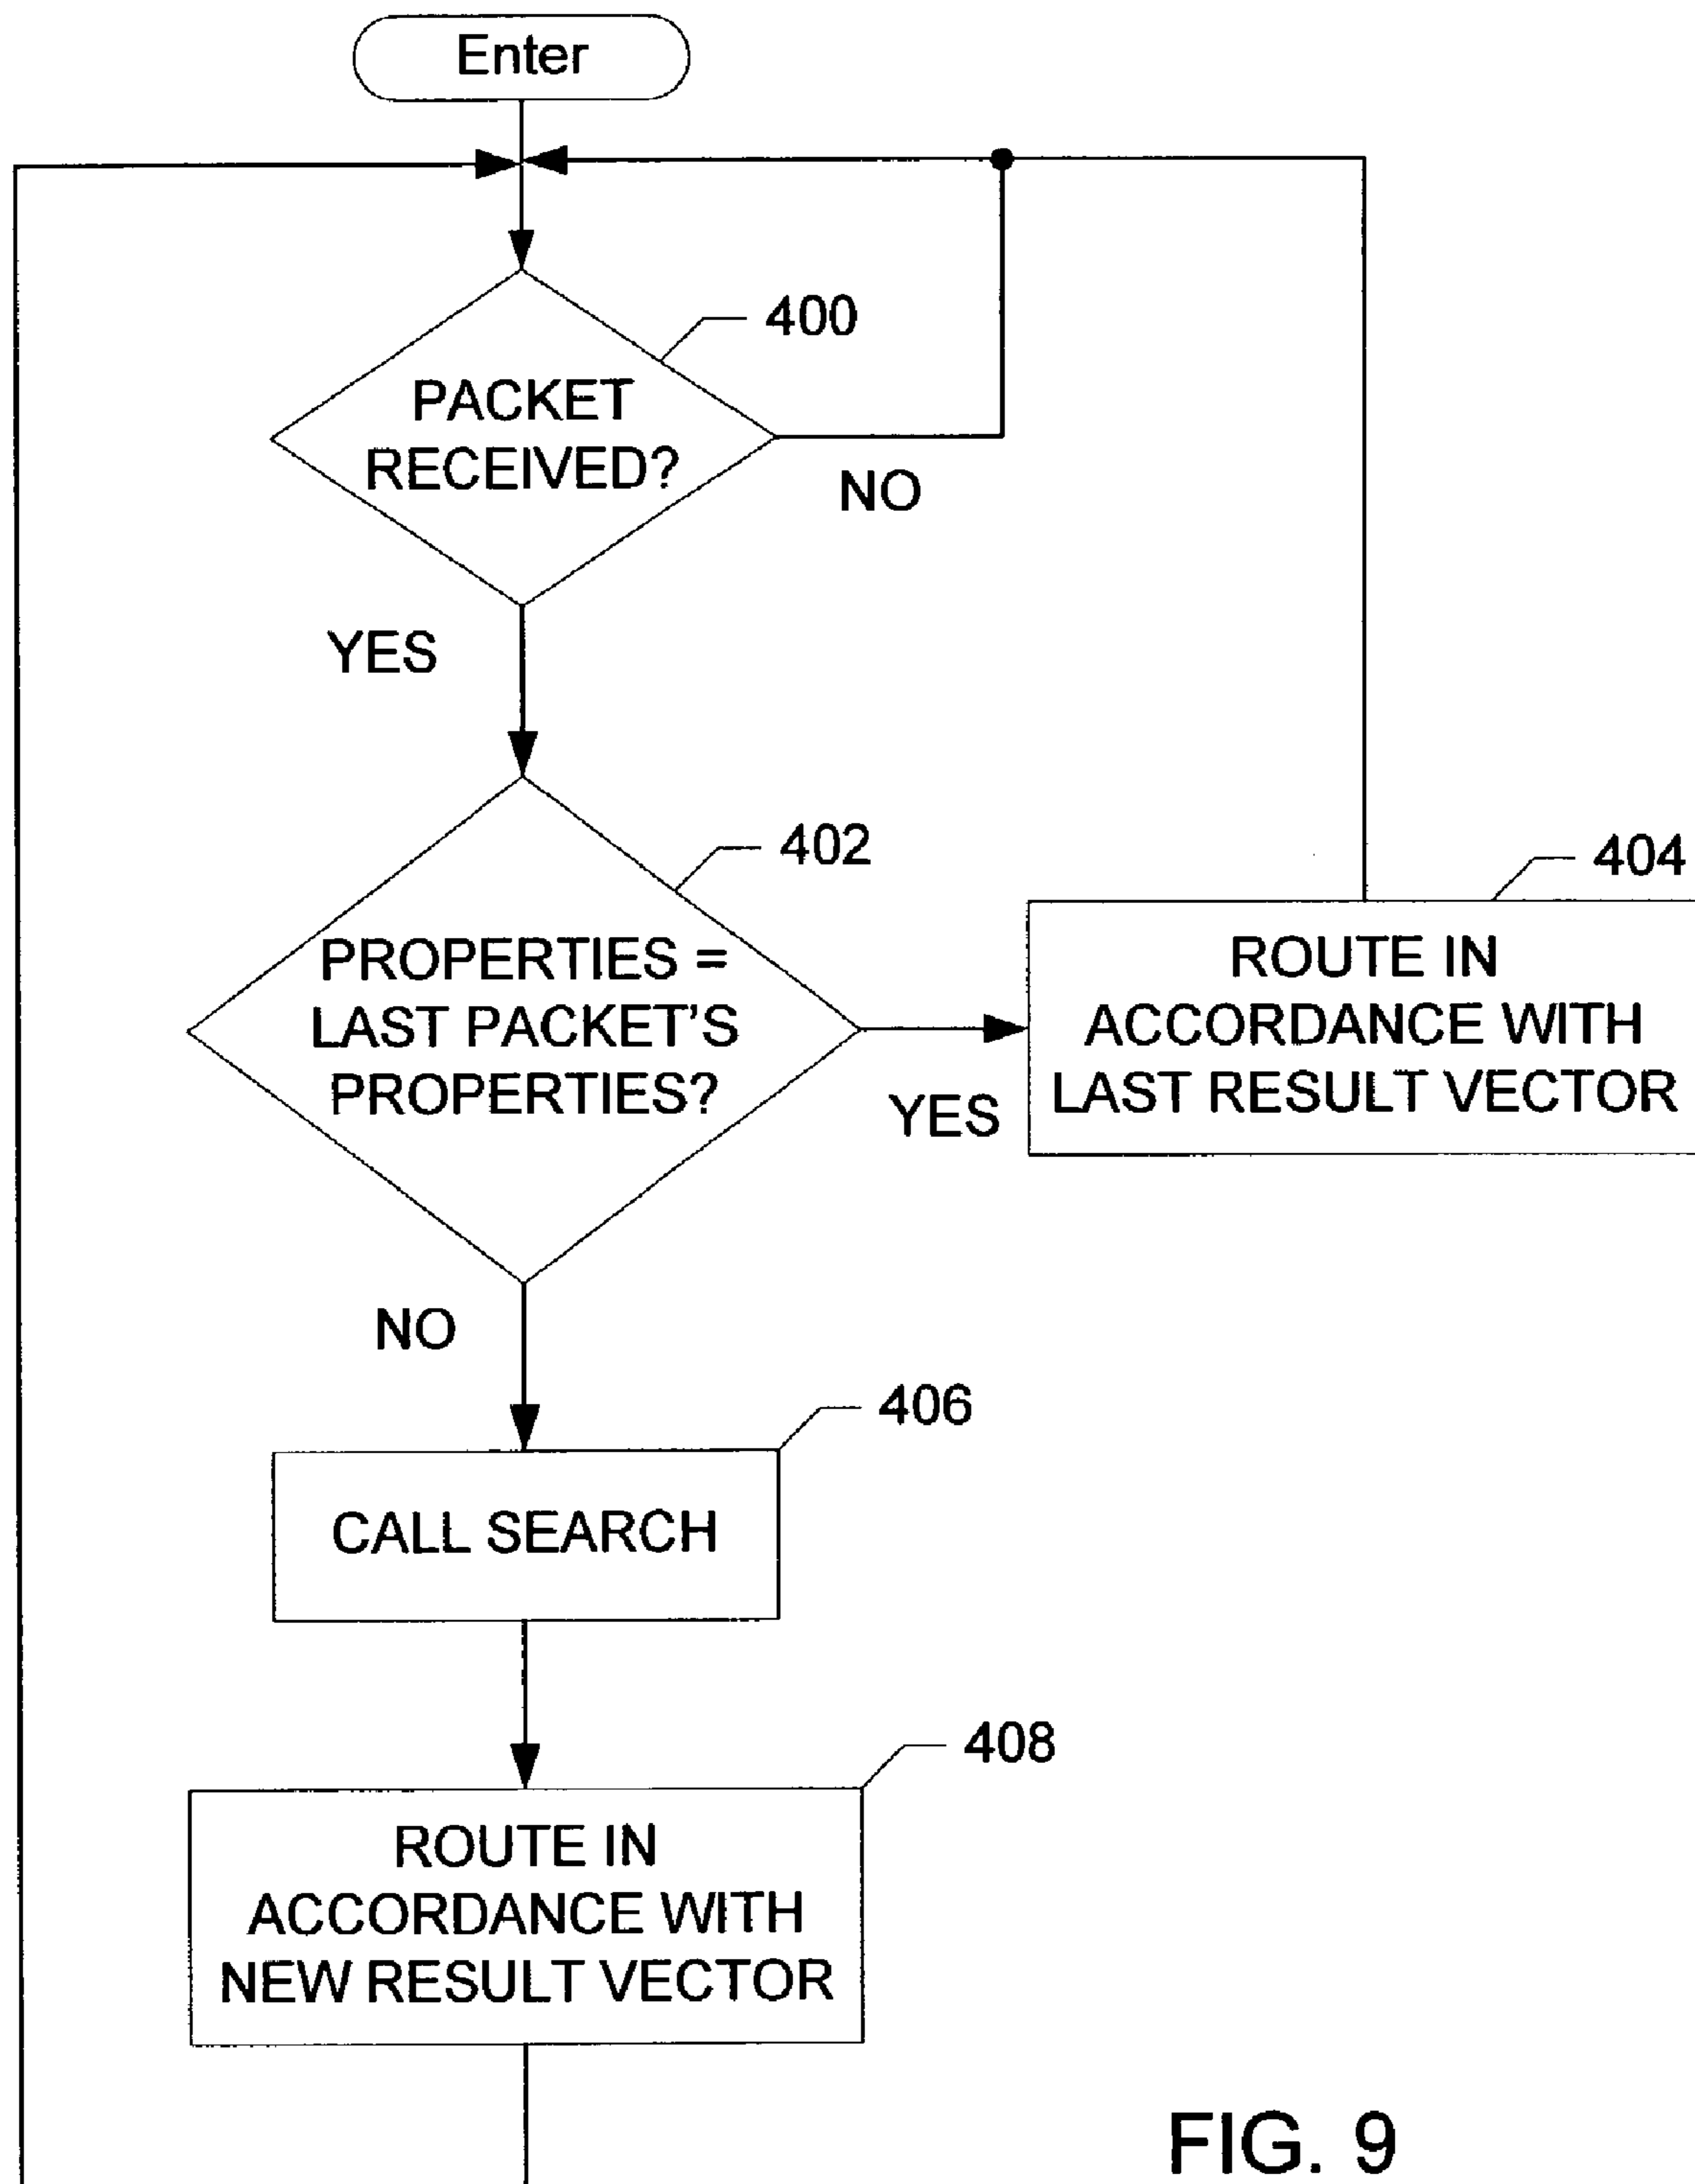 Enter
400
PACKET
RECEIVED?
NO
YES
402
PROPERTIES =
LAST PACKET'S
PROPERTIES?
YES
404
ROUTE IN
ACCORDANCE WITH
LAST RESULT VECTOR
NO
406
CALL SEARCH
408
ROUTE IN
ACCORDANCE WITH
NEW RESULT VECTOR
FIG. 9